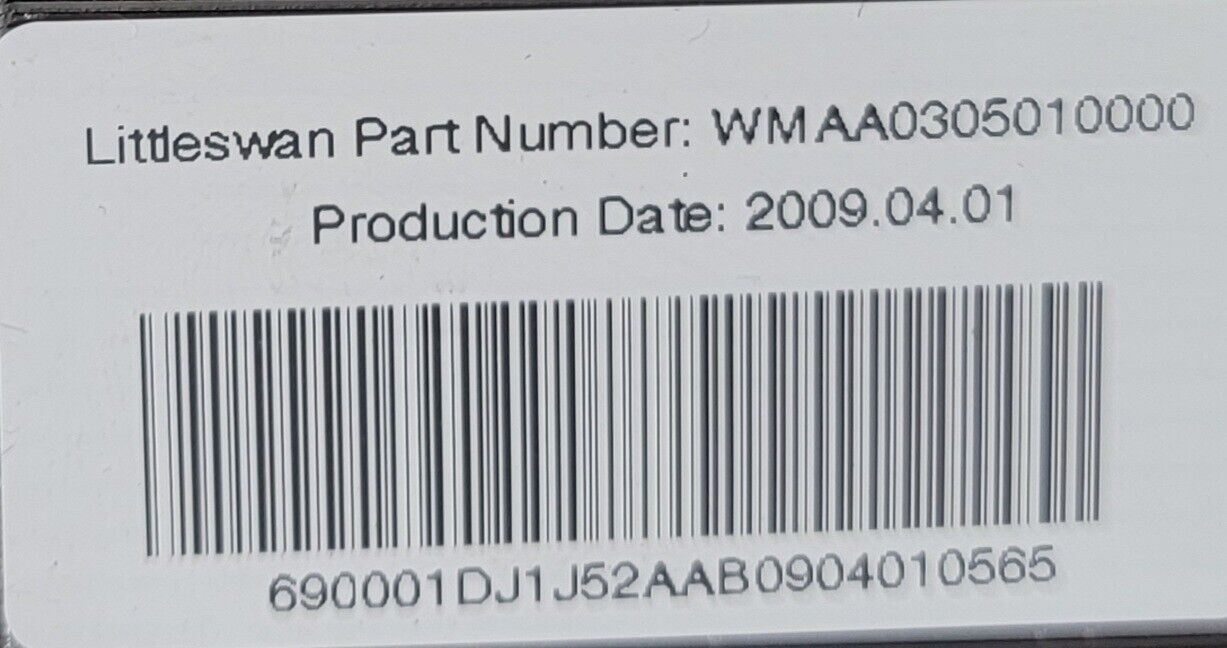 Littleswan Part Number: WMAA0305010000
Production Date: 2009.04.01
690001DJ1J52AAB0904010565